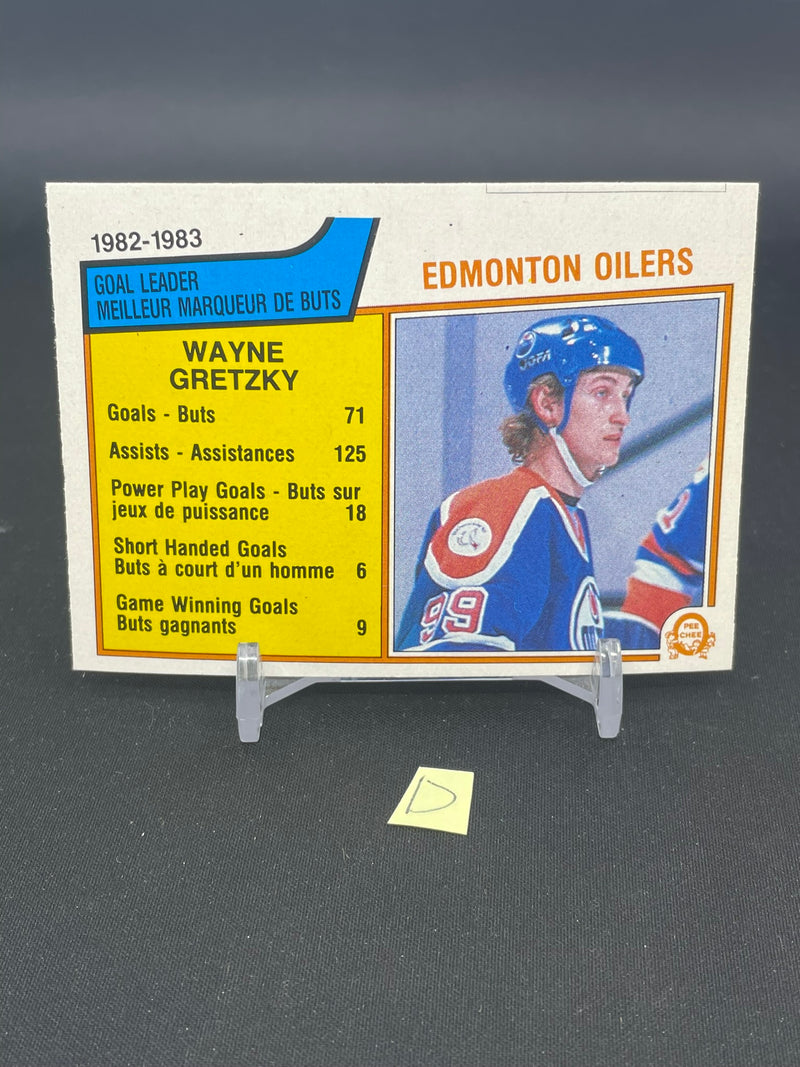 1982-1983
GOAL LEADER
MEILLEUR MARQUEUR DE BUTS
EDMONTON OILERS
WAYNE
GRETZKY
Goals - Buts 71
Assists - Assistances 125
Power Play Goals - Buts sur
jeux de puissance 18
Short Handed Goals
Buts à court d'un homme 6
Game Winning Goals
Buts gagnants 9
JOFA
99
PEE
CHEE
D